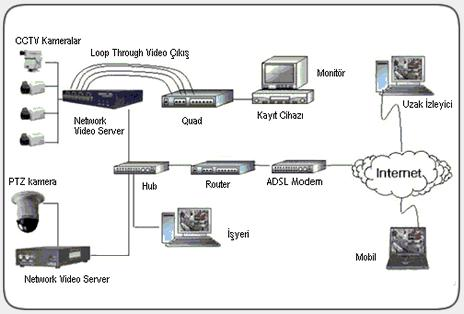 CCTV Kameralar
Loop Through Video Çıkış
Monitör
Network
Video Server
Quad
Kayıt Cihazı
Uzak İzleyici
PTZ kamera
Hub
Router
ADSL Modem
Internet
İşyeri
Mobil
Network Video Server